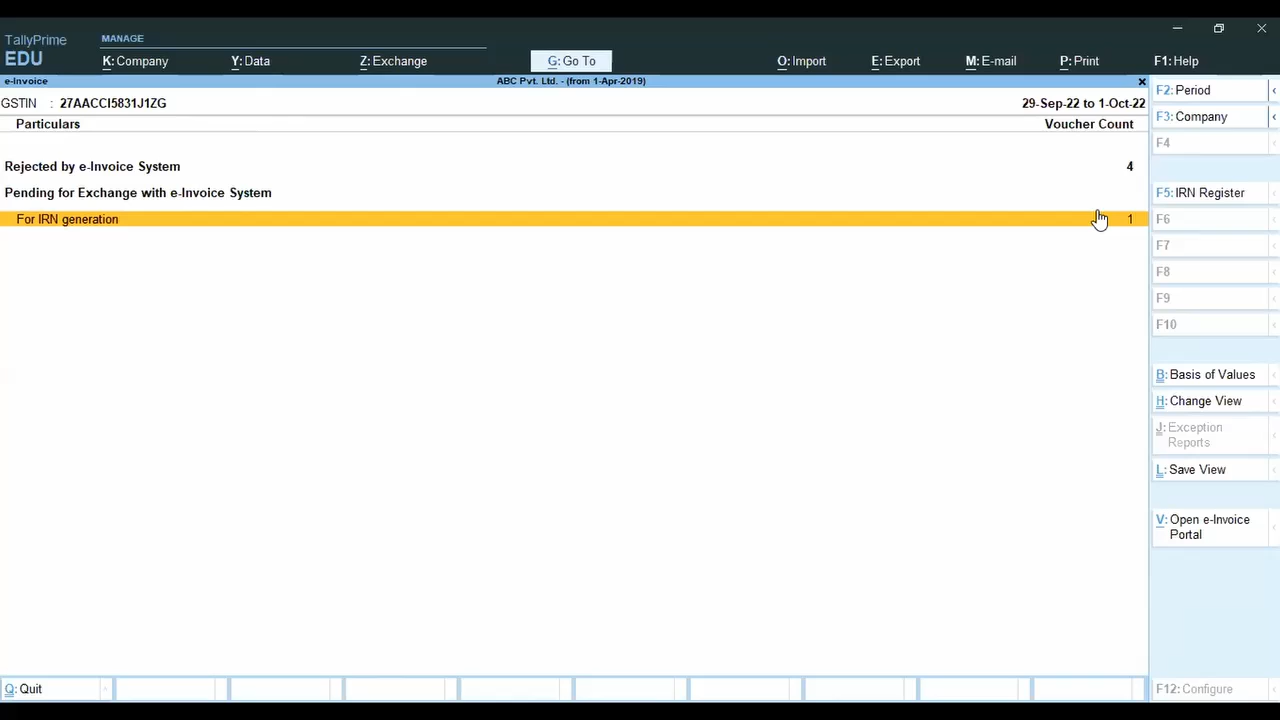 TallyPrime
EDU
MANAGE
K: Company
Y: Data
Z: Exchange
G: Go To
O: Import
E: Export
M: E-mail
P: Print
F1: Help
e-Invoice
ABC Pvt. Ltd. - (from 1-Apr-2019)
GSTIN : 27AACCI5831J1ZG
29-Sep-22 to 1-Oct-22
Particulars
Voucher Count
Rejected by e-Invoice System
4
Pending for Exchange with e-Invoice System
For IRN generation
1
F2: Period
F3: Company
F4
F5: IRN Register
F6
F7
F8
F9
F10
B: Basis of Values
H: Change View
J: Exception
Reports
L: Save View
V: Open e-Invoice
Portal
Q: Quit
F12: Configure